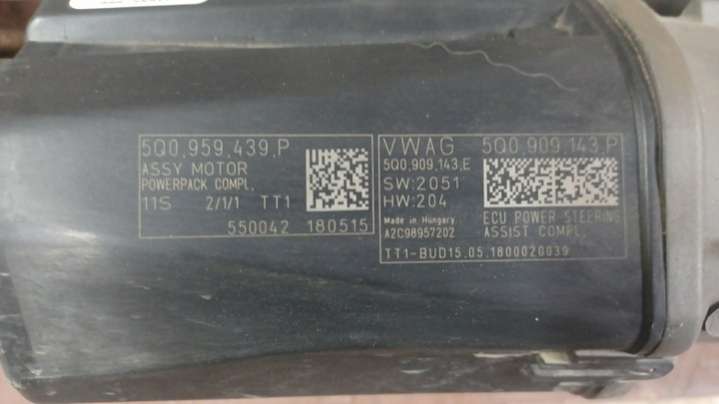 5Q0.959.439.P
ASSY MOTOR
POWERPACK COMPL.
11S 2/1/1 TT1
550042 180515
VWAG 5Q0.909.143.P
5Q0.909.143.E
SW:2051
HW:204
Made in Hungary
A2C98957202
ECU POWER STEERING
ASSIST COMPL.
TT1-BUD15.05.1800020039